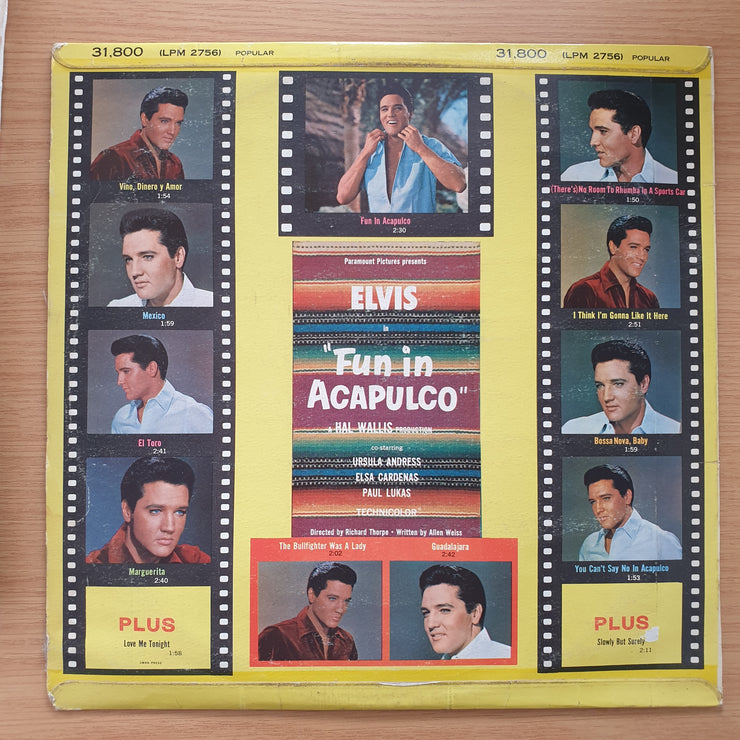 31,800 (LPM 2756) POPULAR
31,800 (LPM 2756) POPULAR
Vino, Dinero y Amor
1:54
Mexico
1:59
El Toro
2:41
Marguerita
2:40
PLUS
Love Me Tonight
1:58
Fun In Acapulco
2:30
Paramount Pictures presents
ELVIS
in
"Fun in
ACAPULCO"
A HAL WALLIS PRODUCTION
co-starring
URSULA ANDRESS
ELSA CARDENAS
PAUL LUKAS
TECHNICOLOR®
Directed by Richard Thorpe • Written by Allen Weiss
The Bullfighter Was A Lady
2:02
Guadalajara
2:42
(There's) No Room To Rhumba In A Sports Car
1:50
I Think I'm Gonna Like It Here
2:51
Bossa Nova, Baby
1:59
You Can't Say No In Acapulco
1:53
PLUS
Slowly But Surely
2:11